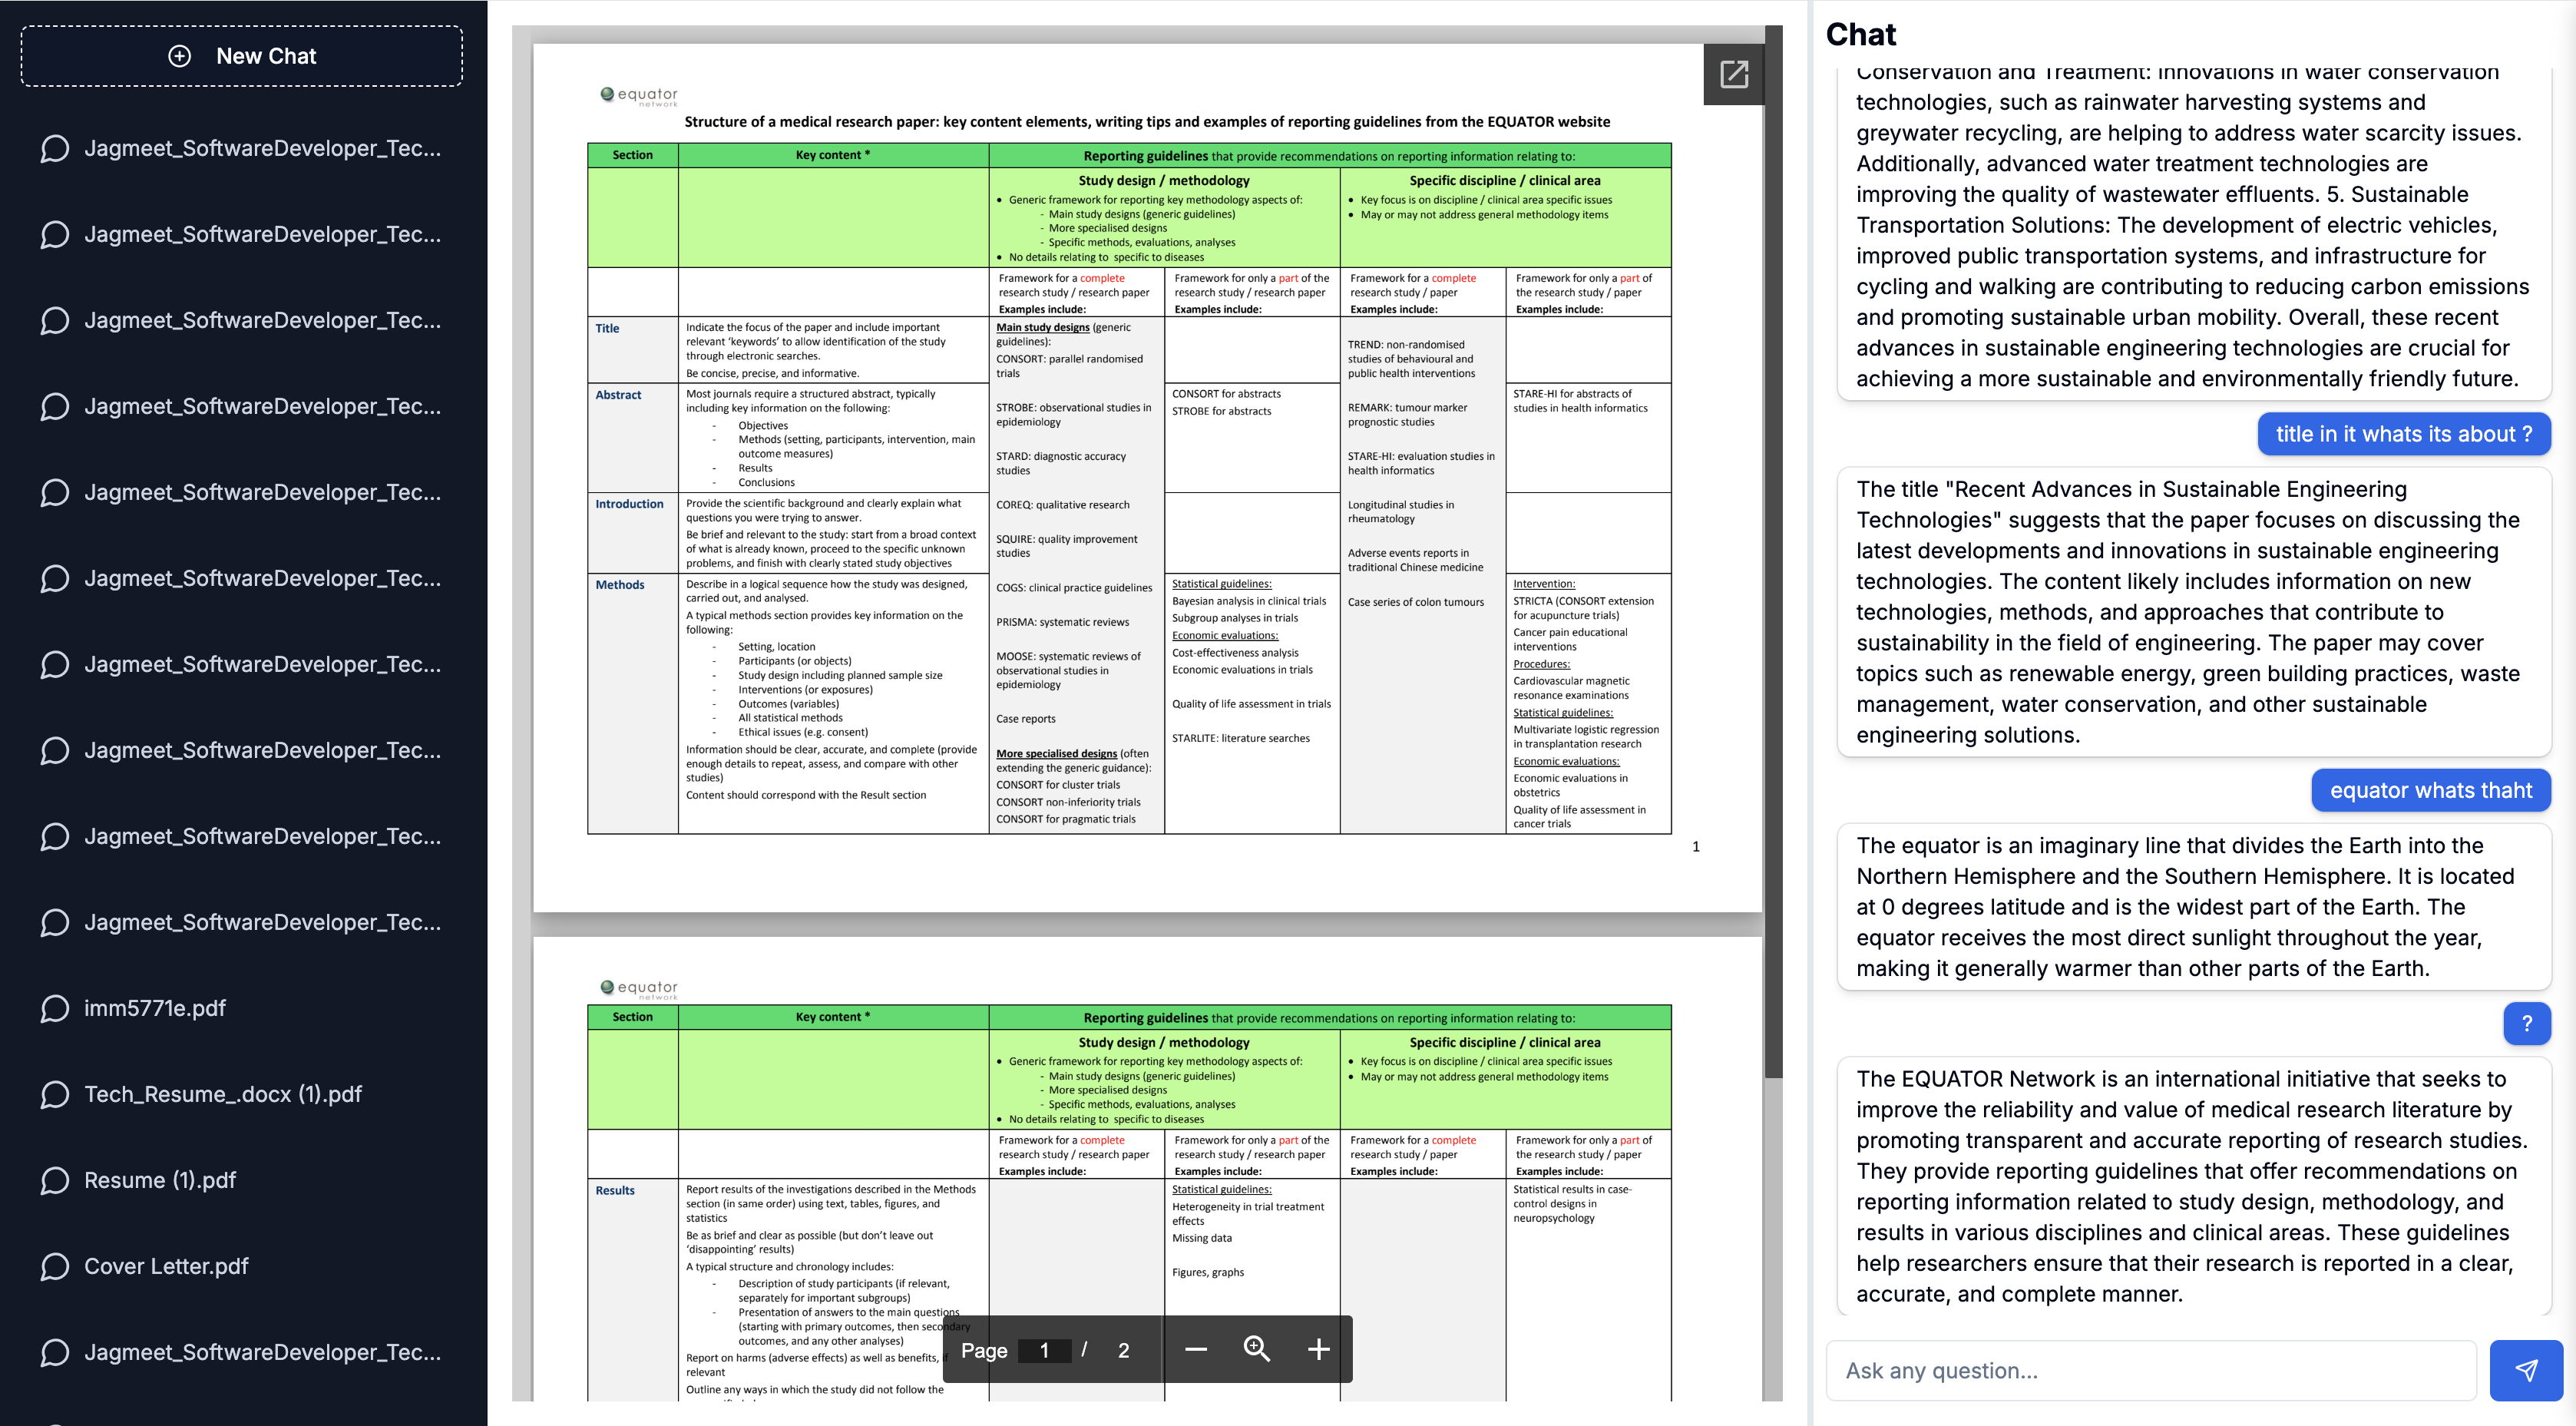 New Chat
Jagmeet_SoftwareDeveloper_Tec...
Jagmeet_SoftwareDeveloper_Tec...
Jagmeet_SoftwareDeveloper_Tec...
Jagmeet_SoftwareDeveloper_Tec...
Jagmeet_SoftwareDeveloper_Tec...
Jagmeet_SoftwareDeveloper_Tec...
Jagmeet_SoftwareDeveloper_Tec...
Jagmeet_SoftwareDeveloper_Tec...
Jagmeet_SoftwareDeveloper_Tec...
Jagmeet_SoftwareDeveloper_Tec...
imm5771e.pdf
Tech_Resume_.docx (1).pdf
Resume (1).pdf
Cover Letter.pdf
Jagmeet_SoftwareDeveloper_Tec...
equator
network
Structure of a medical research paper: key content elements, writing tips and examples of reporting guidelines from the EQUATOR website
Section
Key content *
Reporting guidelines that provide recommendations on reporting information relating to:
Study design / methodology
• Generic framework for reporting key methodology aspects of:
- Main study designs (generic guidelines)
- More specialised designs
- Specific methods, evaluations, analyses
• No details relating to specific to diseases
Specific discipline / clinical area
• Key focus is on discipline / clinical area specific issues
• May or may not address general methodology items
Framework for a complete
research study / research paper
Examples include:
Framework for only a part of the
research study / research paper
Examples include:
Framework for a complete
research study / paper
Examples include:
Framework for only a part of
the research study / paper
Examples include:
Title
Indicate the focus of the paper and include important
relevant ‘keywords’ to allow identification of the study
through electronic searches.
Be concise, precise, and informative.
Abstract
Most journals require a structured abstract, typically
including key information on the following:
- Objectives
- Methods (setting, participants, intervention, main
outcome measures)
- Results
- Conclusions
Introduction
Provide the scientific background and clearly explain what
questions you were trying to answer.
Be brief and relevant to the study: start from a broad context
of what is already known, proceed to the specific unknown
problems, and finish with clearly stated study objectives
Methods
Describe in a logical sequence how the study was designed,
carried out, and analysed.
A typical methods section provides key information on the
following:
- Setting, location
- Participants (or objects)
- Study design including planned sample size
- Interventions (or exposures)
- Outcomes (variables)
- All statistical methods
- Ethical issues (e.g. consent)
Information should be clear, accurate, and complete (provide
enough details to repeat, assess, and compare with other
studies)
Content should correspond with the Result section
Main study designs (generic
guidelines):
CONSORT: parallel randomised
trials
STROBE: observational studies in
epidemiology
STARD: diagnostic accuracy
studies
COREQ: qualitative research
SQUIRE: quality improvement
studies
COGS: clinical practice guidelines
PRISMA: systematic reviews
MOOSE: systematic reviews of
observational studies in
epidemiology
Case reports
More specialised designs (often
extending the generic guidance):
CONSORT for cluster trials
CONSORT non-inferiority trials
CONSORT for pragmatic trials
CONSORT for abstracts
STROBE for abstracts
Statistical guidelines:
Bayesian analysis in clinical trials
Subgroup analyses in trials
Economic evaluations:
Cost-effectiveness analysis
Economic evaluations in trials
Quality of life assessment in trials
STARLITE: literature searches
TREND: non-randomised
studies of behavioural and
public health interventions
REMARK: tumour marker
prognostic studies
STARE-HI: evaluation studies in
health informatics
Longitudinal studies in
rheumatology
Adverse events reports in
traditional Chinese medicine
Case series of colon tumours
STARE-HI for abstracts of
studies in health informatics
Intervention:
STRICTA (CONSORT extension
for acupuncture trials)
Cancer pain educational
interventions
Procedures:
Cardiovascular magnetic
resonance examinations
Statistical guidelines:
Multivariate logistic regression
in transplantation research
Economic evaluations:
Economic evaluations in
obstetrics
Quality of life assessment in
cancer trials
1
equator
network
Section
Key content *
Reporting guidelines that provide recommendations on reporting information relating to:
Study design / methodology
• Generic framework for reporting key methodology aspects of:
- Main study designs (generic guidelines)
- More specialised designs
- Specific methods, evaluations, analyses
• No details relating to specific to diseases
Specific discipline / clinical area
• Key focus is on discipline / clinical area specific issues
• May or may not address general methodology items
Framework for a complete
research study / research paper
Examples include:
Framework for only a part of the
research study / research paper
Examples include:
Framework for a complete
research study / paper
Examples include:
Framework for only a part of
the research study / paper
Examples include:
Results
Report results of the investigations described in the Methods
section (in same order) using text, tables, figures, and
statistics
Be as brief and clear as possible (but don’t leave out
‘disappointing’ results)
A typical structure and chronology includes:
- Description of study participants (if relevant,
separately for important subgroups)
- Presentation of answers to the main questions
(starting with primary outcomes, then secondary
outcomes, and any other analyses)
Report on harms (adverse effects) as well as benefits, if
relevant
Outline any ways in which the study did not follow the
Statistical guidelines:
Heterogeneity in trial treatment
effects
Missing data
Figures, graphs
Statistical results in case-
control designs in
neuropsychology
Page 1 / 2
Chat
Conservation and Treatment: Innovations in water conservation
technologies, such as rainwater harvesting systems and
greywater recycling, are helping to address water scarcity issues.
Additionally, advanced water treatment technologies are
improving the quality of wastewater effluents. 5. Sustainable
Transportation Solutions: The development of electric vehicles,
improved public transportation systems, and infrastructure for
cycling and walking are contributing to reducing carbon emissions
and promoting sustainable urban mobility. Overall, these recent
advances in sustainable engineering technologies are crucial for
achieving a more sustainable and environmentally friendly future.
title in it whats its about ?
The title "Recent Advances in Sustainable Engineering
Technologies" suggests that the paper focuses on discussing the
latest developments and innovations in sustainable engineering
technologies. The content likely includes information on new
technologies, methods, and approaches that contribute to
sustainability in the field of engineering. The paper may cover
topics such as renewable energy, green building practices, waste
management, water conservation, and other sustainable
engineering solutions.
equator whats thaht
The equator is an imaginary line that divides the Earth into the
Northern Hemisphere and the Southern Hemisphere. It is located
at 0 degrees latitude and is the widest part of the Earth. The
equator receives the most direct sunlight throughout the year,
making it generally warmer than other parts of the Earth.
?
The EQUATOR Network is an international initiative that seeks to
improve the reliability and value of medical research literature by
promoting transparent and accurate reporting of research studies.
They provide reporting guidelines that offer recommendations on
reporting information related to study design, methodology, and
results in various disciplines and clinical areas. These guidelines
help researchers ensure that their research is reported in a clear,
accurate, and complete manner.
Ask any question...